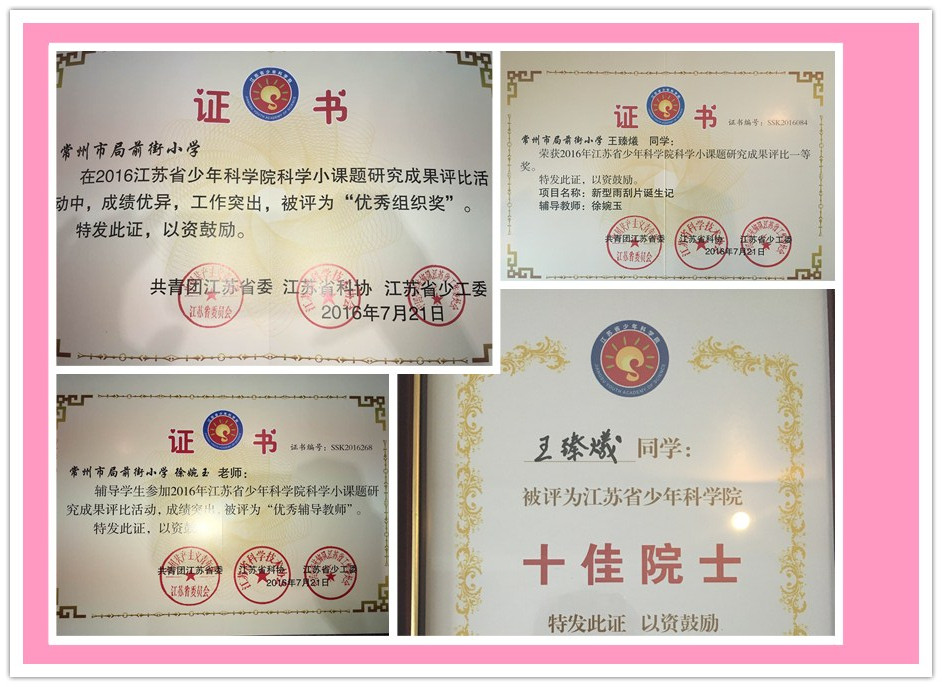 证 书
常州市局前街小学
在2016江苏省少年科学院科学小课题研究成果评比活
动中，成绩优异，工作突出，被评为“优秀组织奖”。
特发此证，以资鼓励。
共青团江苏省委 江苏省科协 江苏省少工委
2016年7月21日
证 书
证书编号：SSK2016084
常州市局前街小学 王臻爔 同学：
荣获2016年江苏省少年科学院科学小课题研究成果评比一等
奖。
特发此证，以资鼓励。
项目名称：新型雨刮片诞生记
辅导教师：徐婉玉
共青团江苏省委 江苏省科协 江苏省少工委
2016年7月21日
证 书
证书编号：SSK2016268
常州市局前街小学 徐婉玉 老师：
辅导学生参加2016年江苏省少年科学院科学小课题研
究成果评比活动，成绩突出，被评为“优秀辅导教师”。
特发此证，以资鼓
共青团江苏省委 江苏省科协 江苏省少工委
2016年7月21日
江苏省少年科学院
王臻爔 同学：
被评为江苏省少年科学院
十佳院士
特发此证 以资鼓励